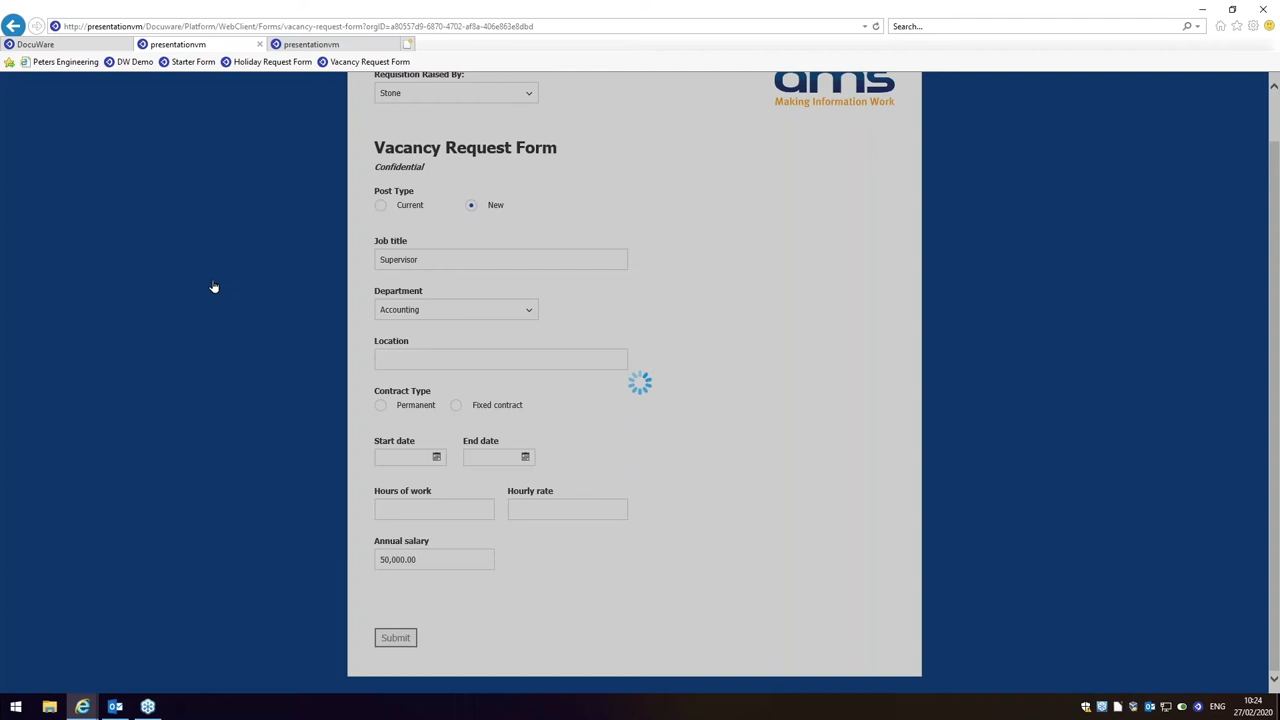 http://presentationvm/Docuware/Platform/WebClient/Forms/vacancy-request-form?orgID=a80557d9-6870-4702-af8a-406e863e8dbd
Search...
DocuWare
presentationvm
presentationvm
Peters Engineering
DW Demo
Starter Form
Holiday Request Form
Vacancy Request Form
Requisition Raised By:
Stone
ams
Making Information Work
Vacancy Request Form
Confidential
Post Type
Current
New
Job title
Supervisor
Department
Accounting
Location
Contract Type
Permanent
Fixed contract
Start date
End date
Hours of work
Hourly rate
Annual salary
50,000.00
Submit
ENG
10:24
27/02/2020